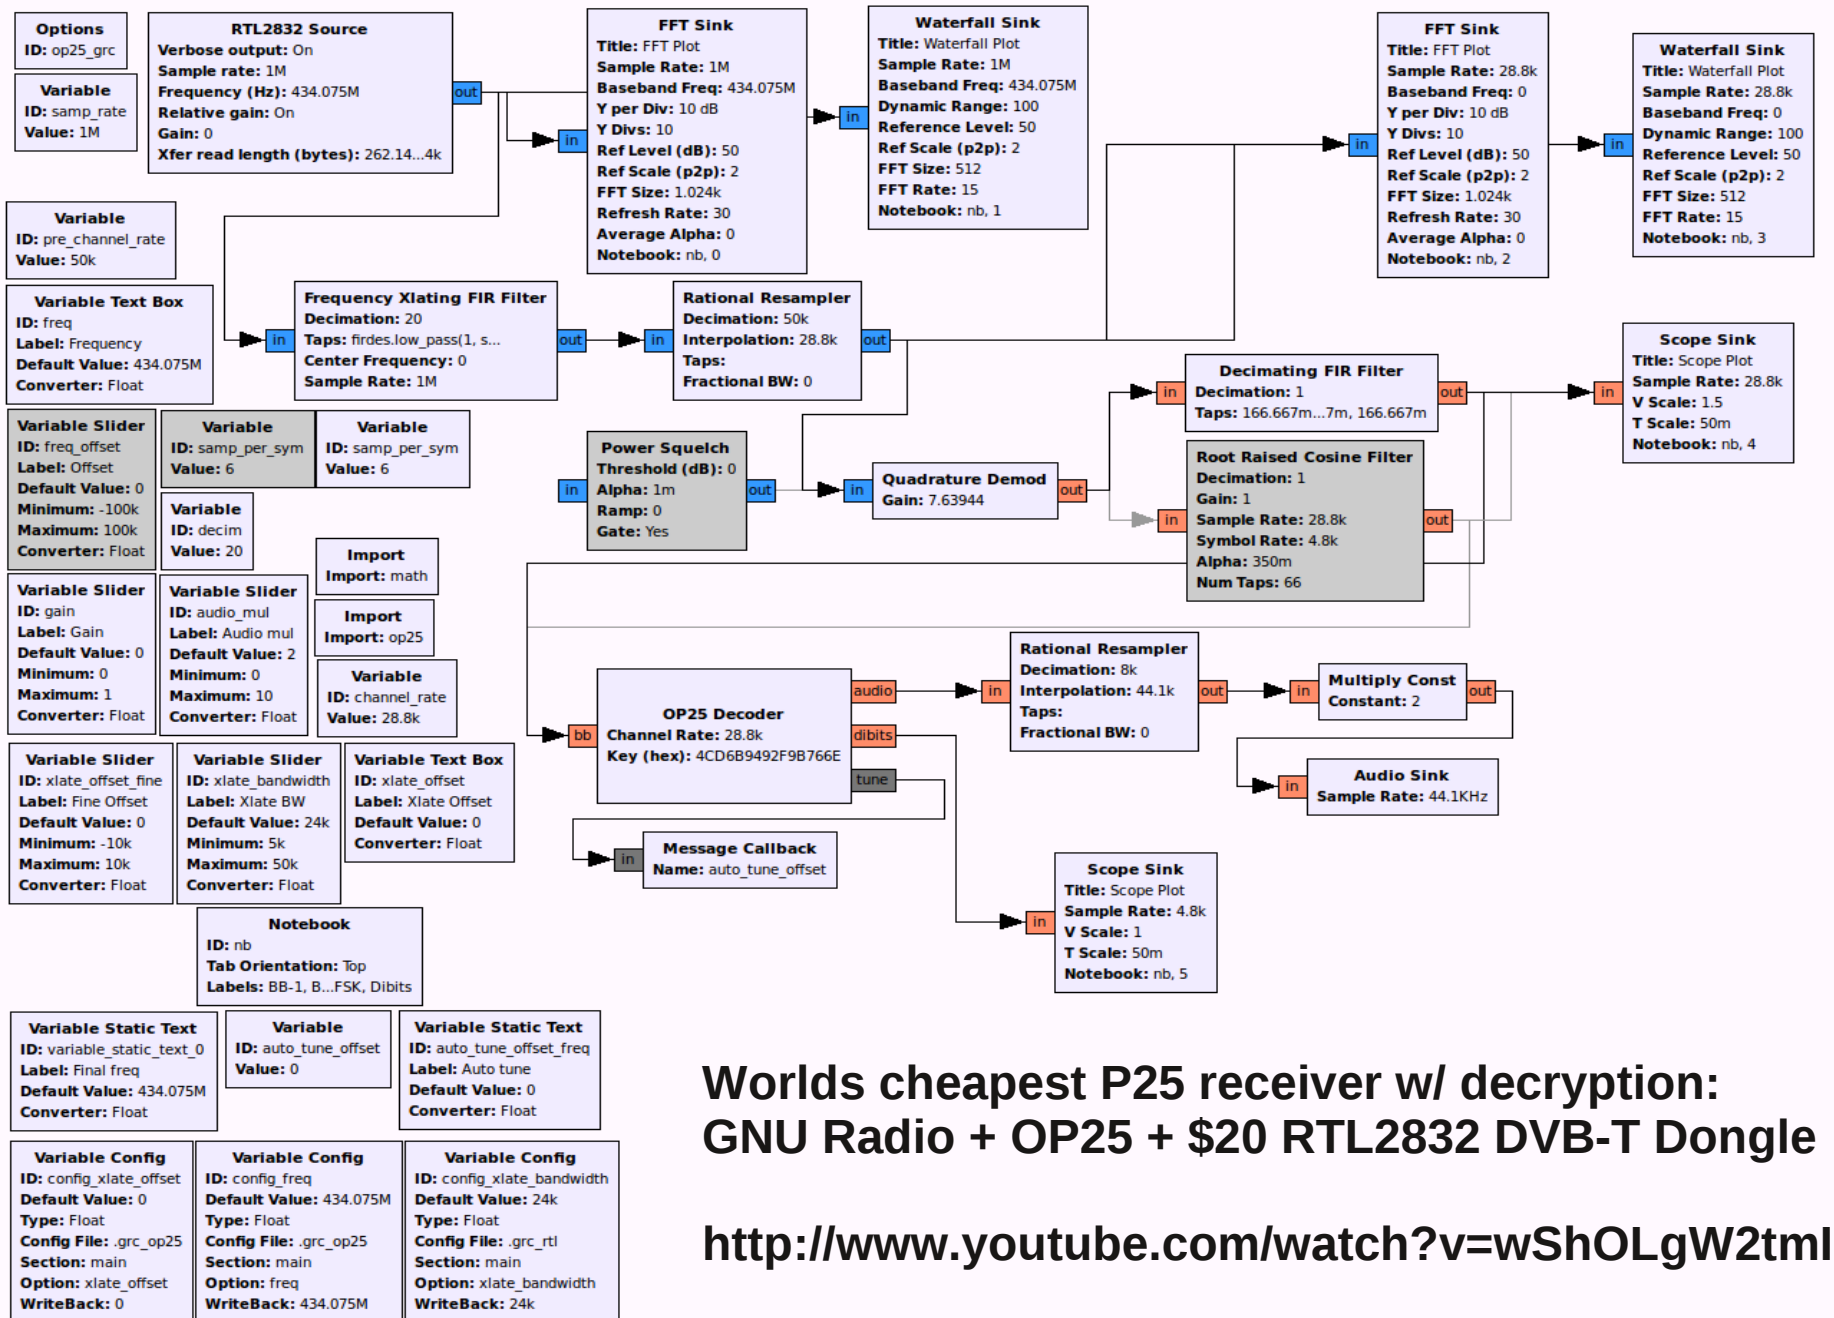 Options
ID: op25_grc
Variable
ID: samp_rate
Value: 1M
RTL2832 Source
Verbose output: On
Sample rate: 1M
Frequency (Hz): 434.075M
Relative gain: On
Gain: 0
Xfer read length (bytes): 262.14...4k
out
in
FFT Sink
Title: FFT Plot
Sample Rate: 1M
Baseband Freq: 434.075M
Y per Div: 10 dB
Y Divs: 10
Ref Level (dB): 50
Ref Scale (p2p): 2
FFT Size: 1.024k
Refresh Rate: 30
Average Alpha: 0
Notebook: nb, 0
in
Waterfall Sink
Title: Waterfall Plot
Sample Rate: 1M
Baseband Freq: 434.075M
Dynamic Range: 100
Reference Level: 50
Ref Scale (p2p): 2
FFT Size: 512
FFT Rate: 15
Notebook: nb, 1
in
FFT Sink
Title: FFT Plot
Sample Rate: 28.8k
Baseband Freq: 0
Y per Div: 10 dB
Y Divs: 10
Ref Level (dB): 50
Ref Scale (p2p): 2
FFT Size: 1.024k
Refresh Rate: 30
Average Alpha: 0
Notebook: nb, 2
in
Waterfall Sink
Title: Waterfall Plot
Sample Rate: 28.8k
Baseband Freq: 0
Dynamic Range: 100
Reference Level: 50
Ref Scale (p2p): 2
FFT Size: 512
FFT Rate: 15
Notebook: nb, 3
Variable
ID: pre_channel_rate
Value: 50k
Variable Text Box
ID: freq
Label: Frequency
Default Value: 434.075M
Converter: Float
in
Frequency Xlating FIR Filter
Decimation: 20
Taps: firdes.low_pass(1, s...
Center Frequency: 0
Sample Rate: 1M
out
in
Rational Resampler
Decimation: 50k
Interpolation: 28.8k
Taps:
Fractional BW: 0
out
in
Decimating FIR Filter
Decimation: 1
Taps: 166.667m...7m, 166.667m
out
in
Scope Sink
Title: Scope Plot
Sample Rate: 28.8k
V Scale: 1.5
T Scale: 50m
Notebook: nb, 4
Variable Slider
ID: freq_offset
Label: Offset
Default Value: 0
Minimum: -100k
Maximum: 100k
Converter: Float
Variable
ID: samp_per_sym
Value: 6
Variable
ID: samp_per_sym
Value: 6
Variable
ID: decim
Value: 20
in
Power Squelch
Threshold (dB): 0
Alpha: 1m
Ramp: 0
Gate: Yes
out
in
Quadrature Demod
Gain: 7.63944
out
in
Root Raised Cosine Filter
Decimation: 1
Gain: 1
Sample Rate: 28.8k
Symbol Rate: 4.8k
Alpha: 350m
Num Taps: 66
out
Import
Import: math
Import
Import: op25
Variable
ID: channel_rate
Value: 28.8k
Variable Slider
ID: gain
Label: Gain
Default Value: 0
Minimum: 0
Maximum: 1
Converter: Float
Variable Slider
ID: audio_mul
Label: Audio mul
Default Value: 2
Minimum: 0
Maximum: 10
Converter: Float
bb
OP25 Decoder
Channel Rate: 28.8k
Key (hex): 4CD6B9492F9B766E
audio
dibits
tune
in
Rational Resampler
Decimation: 8k
Interpolation: 44.1k
Taps:
Fractional BW: 0
out
in
Multiply Const
Constant: 2
out
in
Audio Sink
Sample Rate: 44.1KHz
Variable Slider
ID: xlate_offset_fine
Label: Fine Offset
Default Value: 0
Minimum: -10k
Maximum: 10k
Converter: Float
Variable Slider
ID: xlate_bandwidth
Label: Xlate BW
Default Value: 24k
Minimum: 5k
Maximum: 50k
Converter: Float
Variable Text Box
ID: xlate_offset
Label: Xlate Offset
Default Value: 0
Converter: Float
in
Message Callback
Name: auto_tune_offset
in
Scope Sink
Title: Scope Plot
Sample Rate: 4.8k
V Scale: 1
T Scale: 50m
Notebook: nb, 5
Notebook
ID: nb
Tab Orientation: Top
Labels: BB-1, B...FSK, Dibits
Variable Static Text
ID: variable_static_text_0
Label: Final freq
Default Value: 434.075M
Converter: Float
Variable
ID: auto_tune_offset
Value: 0
Variable Static Text
ID: auto_tune_offset_freq
Label: Auto tune
Default Value: 0
Converter: Float
Variable Config
ID: config_xlate_offset
Default Value: 0
Type: Float
Config File: .grc_op25
Section: main
Option: xlate_offset
WriteBack: 0
Variable Config
ID: config_freq
Default Value: 434.075M
Type: Float
Config File: .grc_op25
Section: main
Option: freq
WriteBack: 434.075M
Variable Config
ID: config_xlate_bandwidth
Default Value: 24k
Type: Float
Config File: .grc_rtl
Section: main
Option: xlate_bandwidth
WriteBack: 24k
Worlds cheapest P25 receiver w/ decryption:
GNU Radio + OP25 + $20 RTL2832 DVB-T Dongle
http://www.youtube.com/watch?v=wShOLgW2tmI